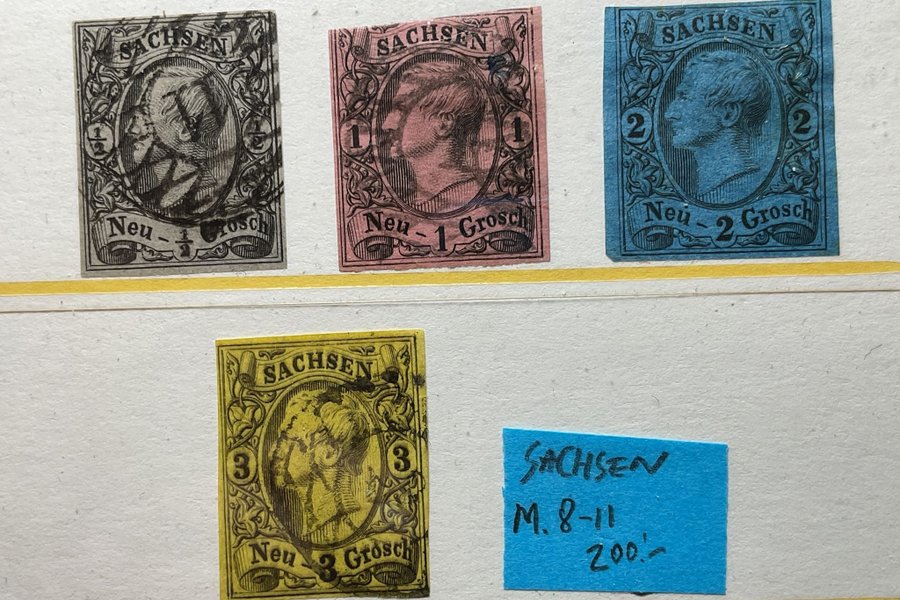 SACHSEN
½ ½
Neu - ½ Grosch
SACHSEN
1 1
Neu - 1 Grosch
SACHSEN
2 2
Neu - 2 Grosch
SACHSEN
3 3
Neu - 3 Grosch
SACHSEN
M. 8-11
200:-